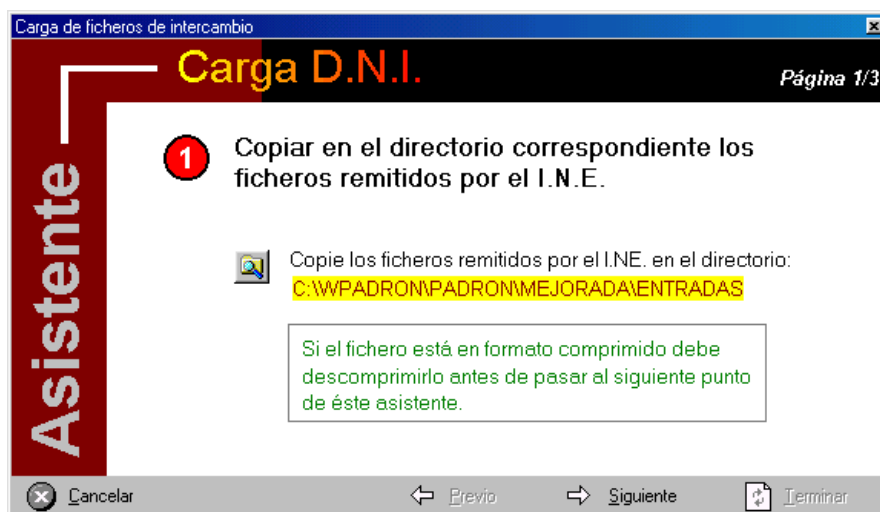 Carga de ficheros de intercambio
Carga D.N.I.
Página 1/3
Asistente
1
Copiar en el directorio correspondiente los
ficheros remitidos por el I.N.E.
Copie los ficheros remitidos por el I.NE. en el directorio:
C:\WPADRON\PADRON\MEJORADA\ENTRADAS
Si el fichero está en formato comprimido debe
descomprimirlo antes de pasar al siguiente punto
de éste asistente.
Cancelar
Previo
Siguiente
Terminar